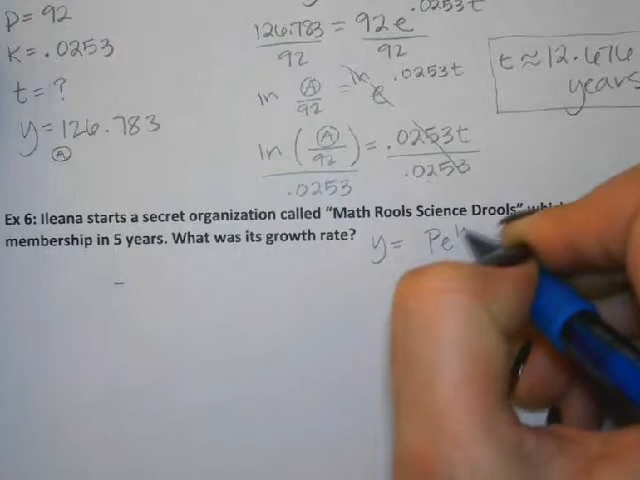 P = 92
K = .0253
t = ?
y = 126.783
A
126.783 = 92e .0253t
92 92
ln A/92 = ln e .0253t
ln (A/92) = .0253t
.0253 .0253
t ≈ 12.676 years
Ex 6: Ileana starts a secret organization called "Math Rools Science Drools"
membership in 5 years. What was its growth rate?
y = Pe